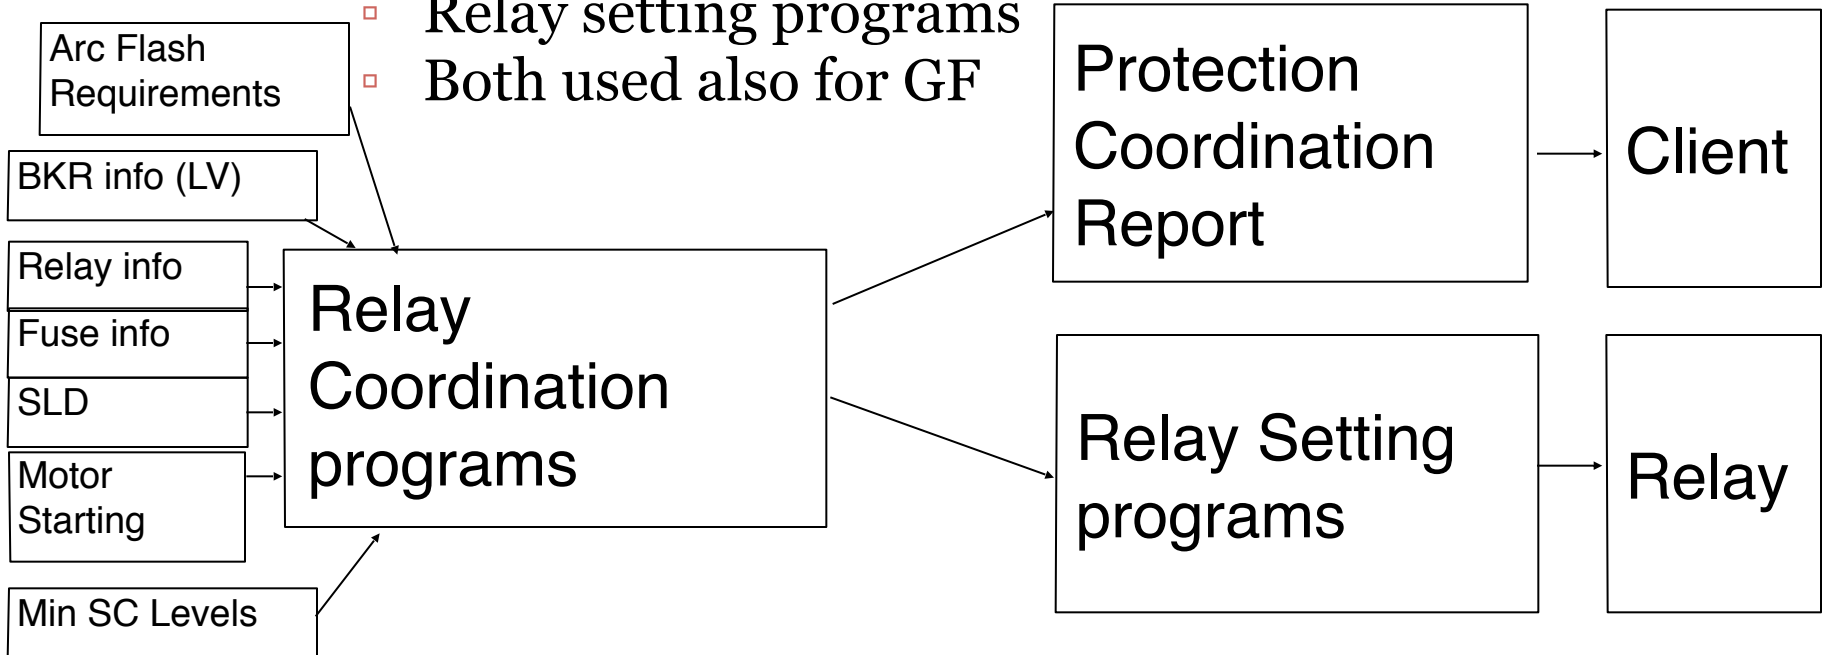 Relay setting programs
Both used also for GF
Arc Flash
Requirements
BKR info (LV)
Relay info
Fuse info
SLD
Motor
Starting
Min SC Levels
Relay
Coordination
programs
Protection
Coordination
Report
Client
Relay Setting
programs
Relay